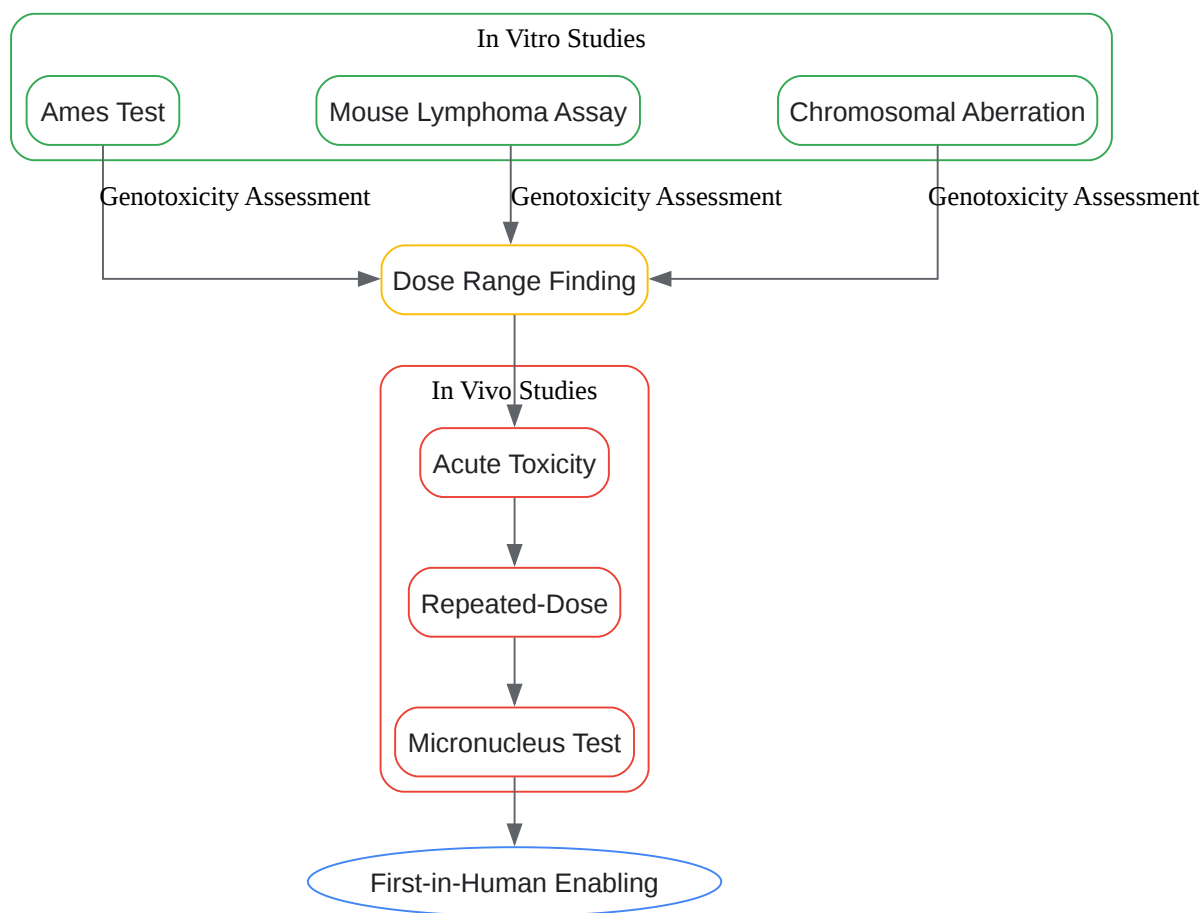 In Vitro Studies
Ames Test
Mouse Lymphoma Assay
Chromosomal Aberration
Genotoxicity Assessment
Genotoxicity Assessment
Genotoxicity Assessment
Dose Range Finding
In Vivo Studies
Acute Toxicity
Repeated-Dose
Micronucleus Test
First-in-Human Enabling